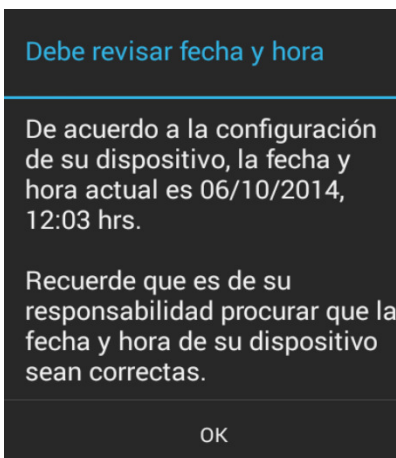 Debe revisar fecha y hora
De acuerdo a la configuración
de su dispositivo, la fecha y
hora actual es 06/10/2014,
12:03 hrs.
Recuerde que es de su
responsabilidad procurar que la
fecha y hora de su dispositivo
sean correctas.
OK